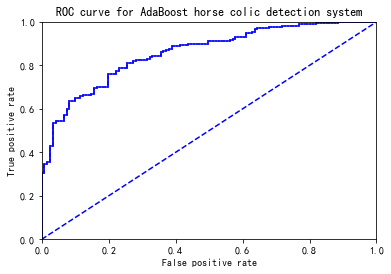 ROC curve for AdaBoost horse colic detection system
1.0
0.8
0.6
0.4
0.2
0.0
True positive rate
0.0 0.2 0.4 0.6 0.8 1.0
False positive rate